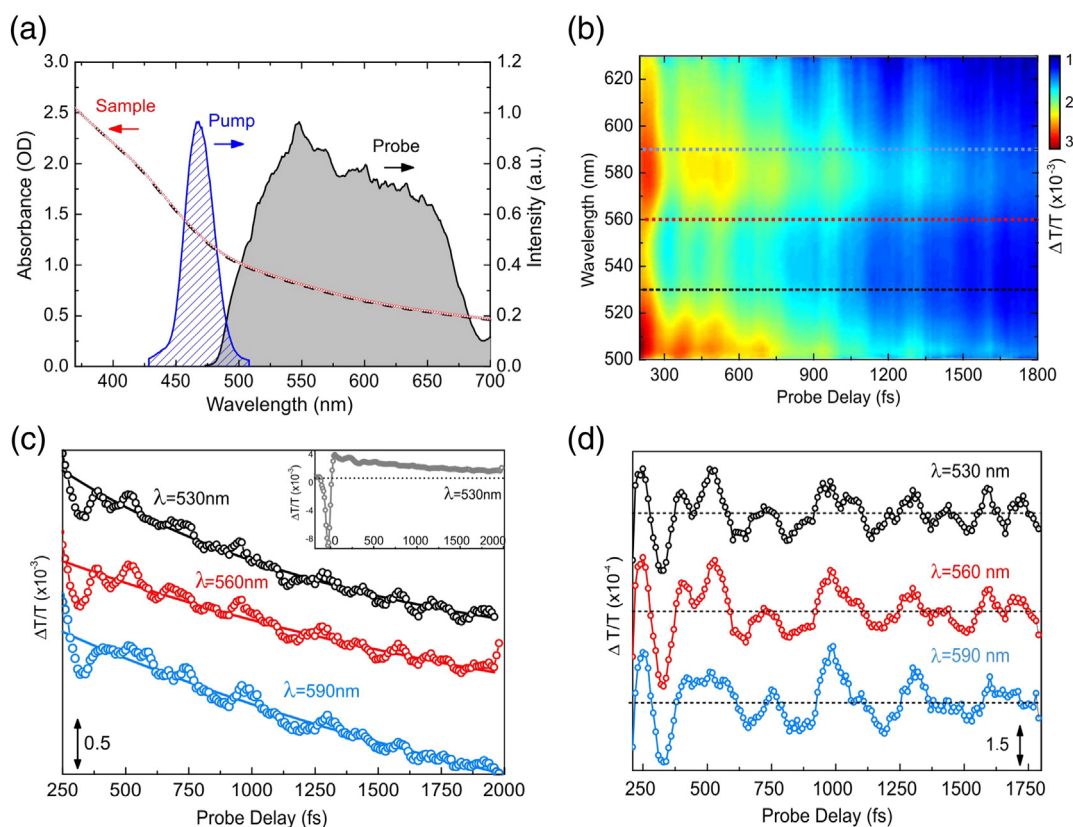 (a)
3.0
2.5
2.0
1.5
1.0
0.5
0.0
Absorbance (OD)
Sample
Pump
Probe
1.2
1.0
0.8
0.6
0.4
0.2
0.0
Intensity (a.u.)
400 450 500 550 600 650 700
Wavelength (nm)
(b)
620
600
580
560
540
520
500
Wavelength (nm)
300 600 900 1200 1500 1800
Probe Delay (fs)
1
2
3
ΔT/T (x10⁻³)
(c)
ΔT/T (x10⁻³)
λ=530nm
λ=560nm
λ=590nm
0.5
4
0
-4
-8
ΔT/T (x10⁻³)
λ=530nm
0 500 1000 1500 2000
250 500 750 1000 1250 1500 1750 2000
Probe Delay (fs)
(d)
Δ T/T (x10⁻⁴)
λ=530 nm
λ=560 nm
λ=590 nm
1.5
250 500 750 1000 1250 1500 1750
Probe Delay (fs)